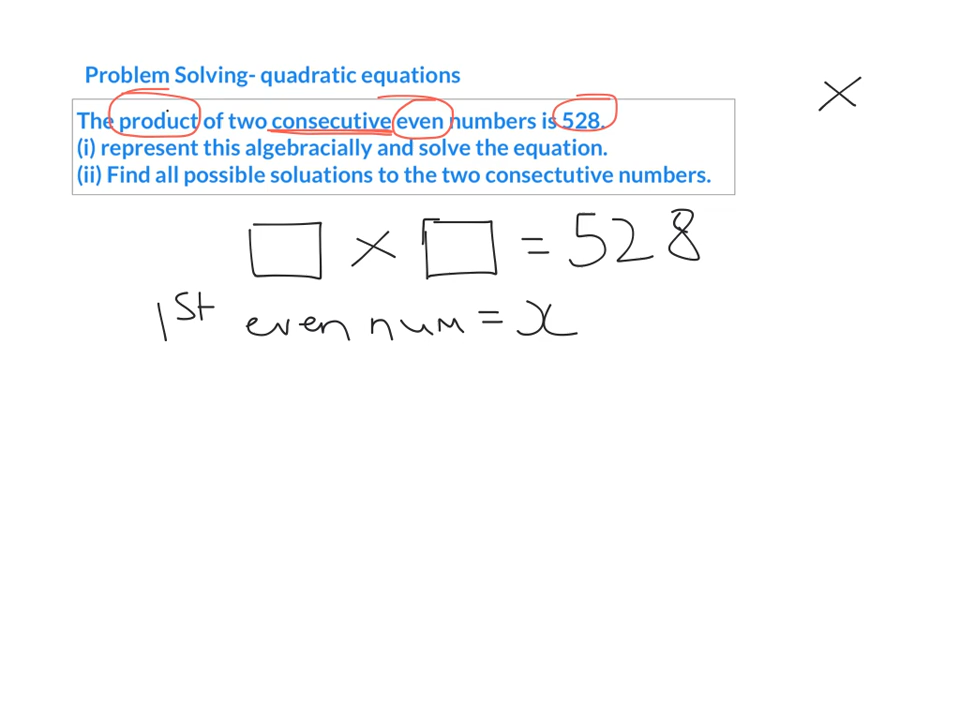 Problem Solving- quadratic equations
The product of two consecutive even numbers is 528.
(i) represent this algebracially and solve the equation.
(ii) Find all possible soluations to the two consectutive numbers.
×
□ × □ = 528
1st even num = x